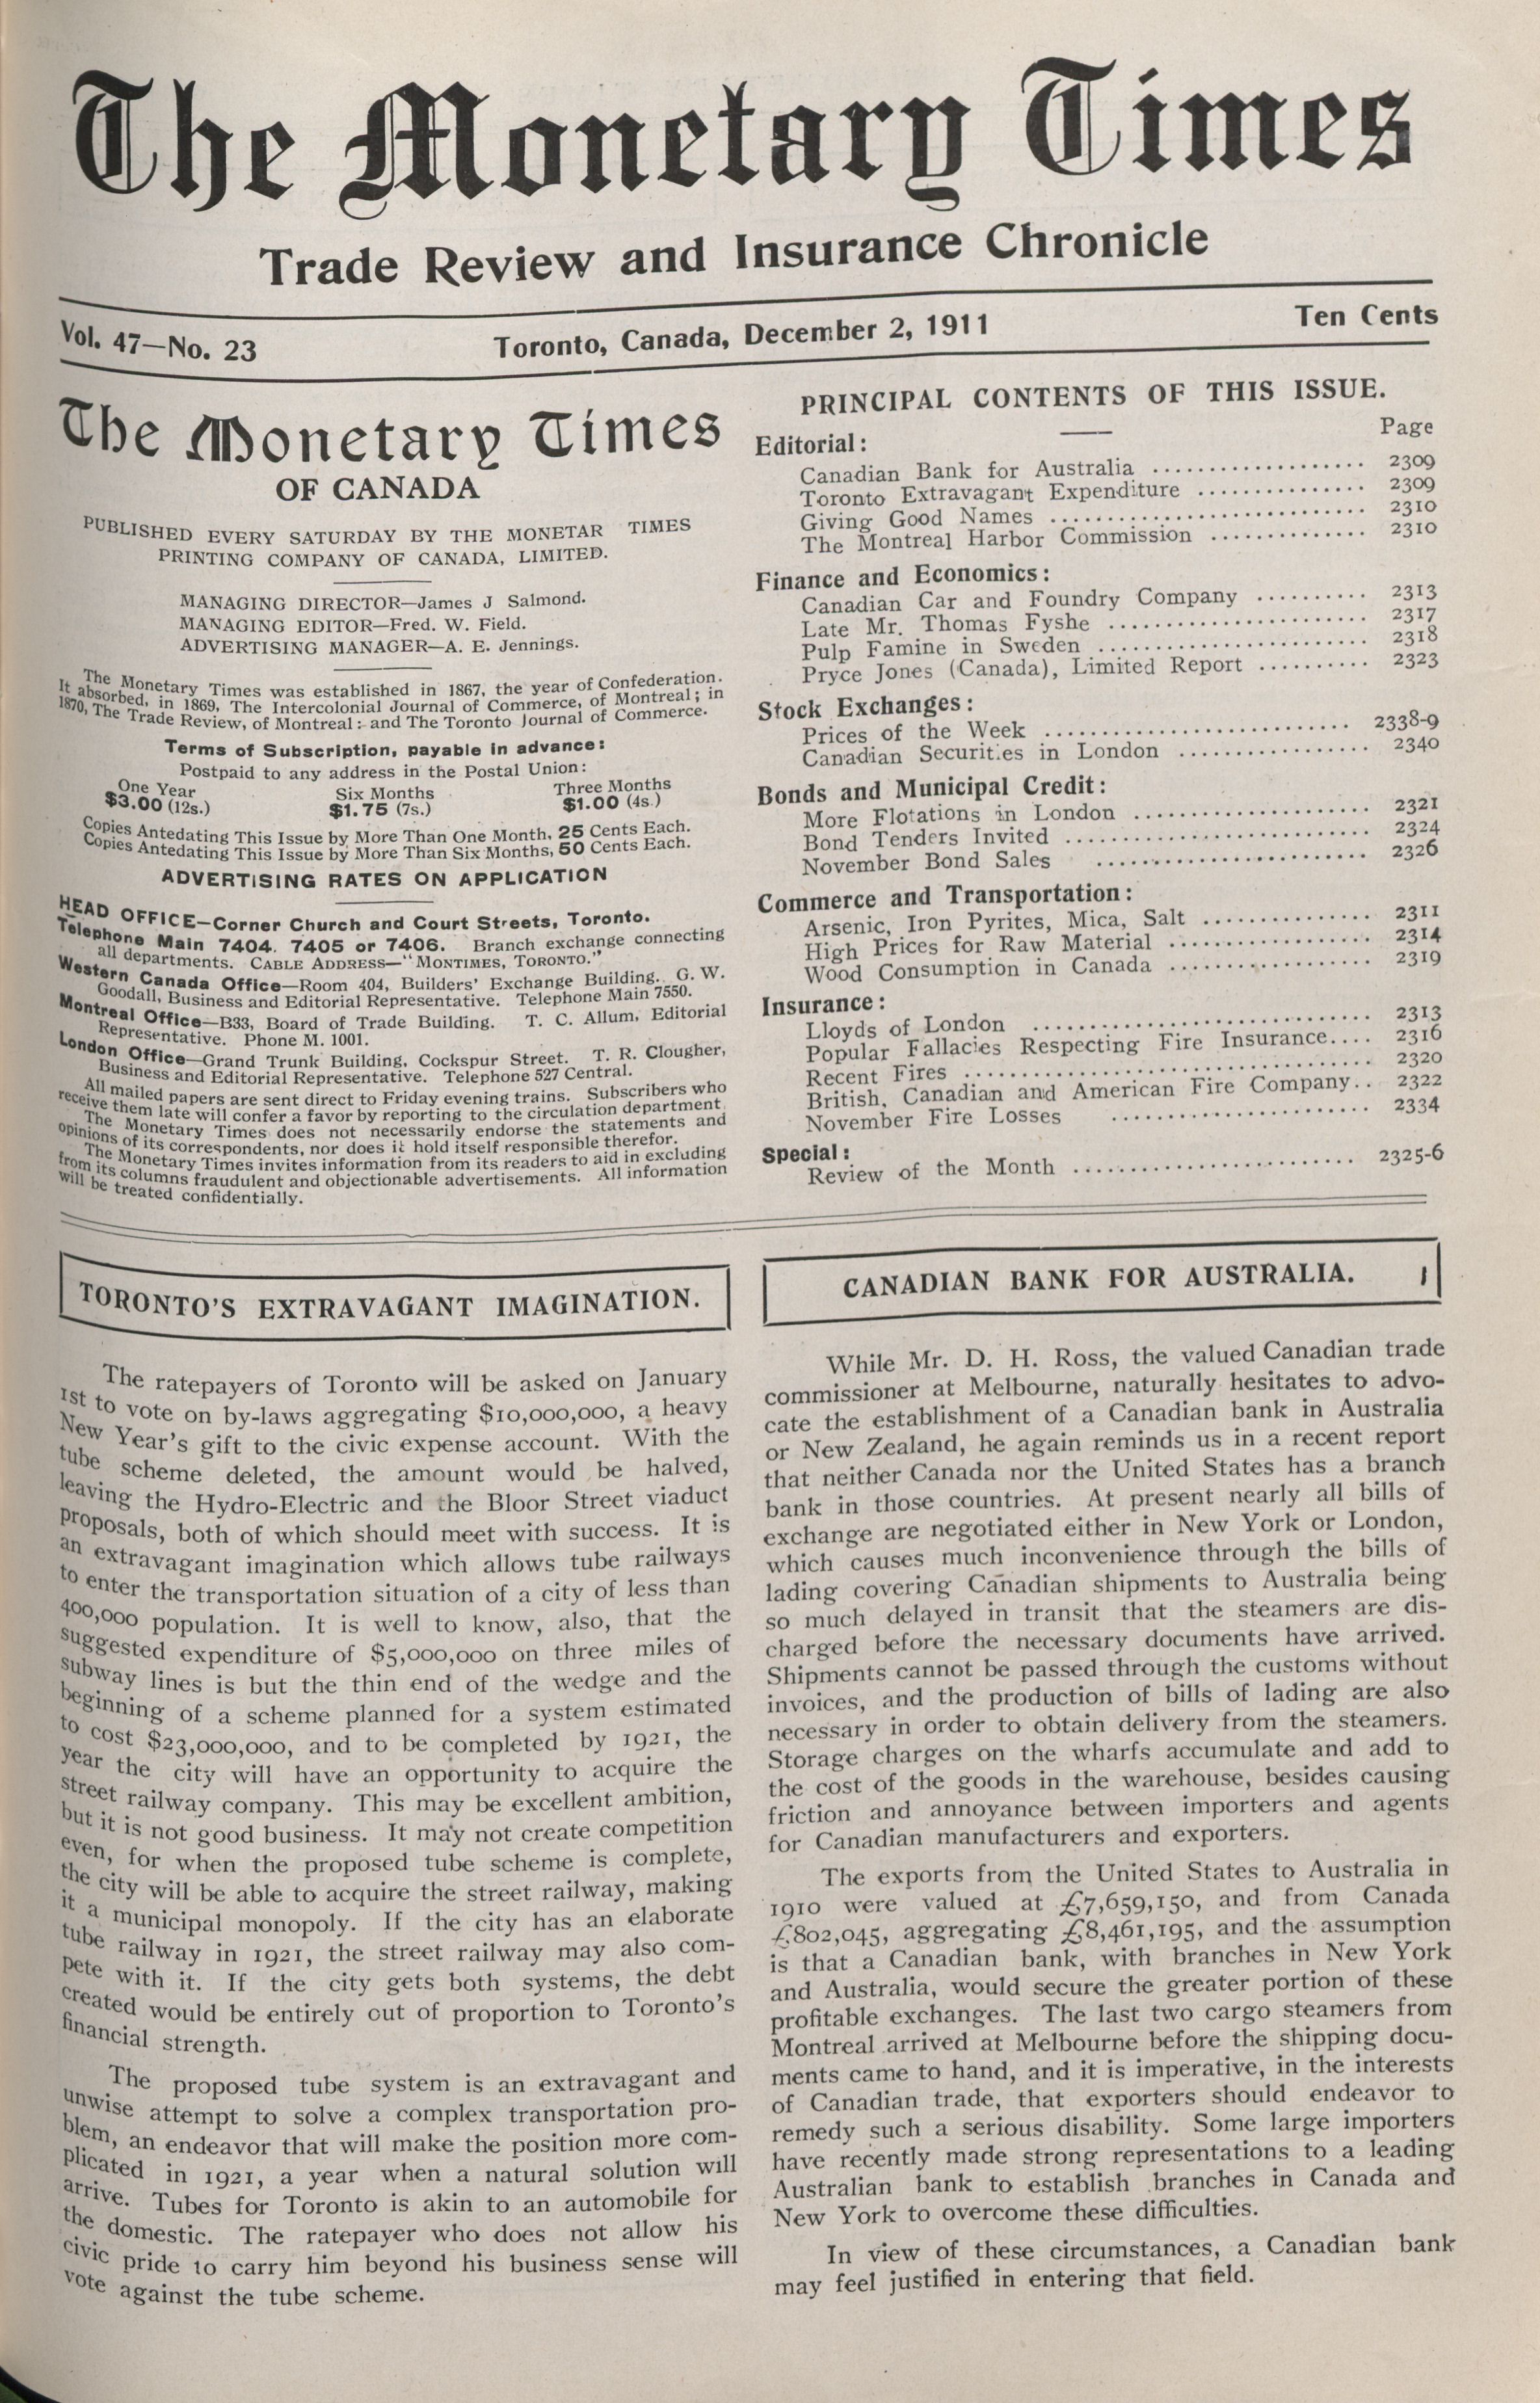 The Monetary Times
Trade Review and Insurance Chronicle
Vol. 47—No. 23
Toronto, Canada, December 2, 1911
Ten Cents
The Monetary Times
OF CANADA
PUBLISHED EVERY SATURDAY BY THE MONETAR TIMES
PRINTING COMPANY OF CANADA, LIMITED.
MANAGING DIRECTOR—James J Salmond.
MANAGING EDITOR—Fred. W. Field.
ADVERTISING MANAGER—A. E. Jennings.
The Monetary Times was established in 1867, the year of Confederation.
It absorbed, in 1869, The Intercolonial Journal of Commerce, of Montreal; in
1870, The Trade Review, of Montreal: and The Toronto Journal of Commerce.
Terms of Subscription, payable in advance:
Postpaid to any address in the Postal Union:
One Year Six Months Three Months
$3.00 (12s.) $1.75 (7s.) $1.00 (4s.)
Copies Antedating This Issue by More Than One Month, 25 Cents Each.
Copies Antedating This Issue by More Than Six Months, 50 Cents Each.
ADVERTISING RATES ON APPLICATION
HEAD OFFICE—Corner Church and Court Streets, Toronto.
Telephone Main 7404. 7405 or 7406. Branch exchange connecting
all departments. CABLE ADDRESS—"MONTIMES, TORONTO."
Western Canada Office—Room 404, Builders' Exchange Building. G. W.
Goodall, Business and Editorial Representative. Telephone Main 7550.
Montreal Office—B33, Board of Trade Building. T. C. Allum, Editorial
Representative. Phone M. 1001.
London Office—Grand Trunk Building, Cockspur Street. T. R. Clougher,
Business and Editorial Representative. Telephone 527 Central.
All mailed papers are sent direct to Friday evening trains. Subscribers who
receive them late will confer a favor by reporting to the circulation department.
The Monetary Times does not necessarily endorse the statements and
opinions of its correspondents, nor does it hold itself responsible therefor.
The Monetary Times invites information from its readers to aid in excluding
from its columns fraudulent and objectionable advertisements. All information
will be treated confidentially.
PRINCIPAL CONTENTS OF THIS ISSUE.
Page
Editorial:
Canadian Bank for Australia ................... 2309
Toronto Extravagant Expenditure ............... 2309
Giving Good Names ............................ 2310
The Montreal Harbor Commission .............. 2310
Finance and Economics:
Canadian Car and Foundry Company .......... 2313
Late Mr. Thomas Fyshe ....................... 2317
Pulp Famine in Sweden ........................ 2318
Pryce Jones (Canada), Limited Report .......... 2323
Stock Exchanges:
Prices of the Week ........................... 2338-9
Canadian Securities in London ................. 2340
Bonds and Municipal Credit:
More Flotations in London ..................... 2321
Bond Tenders Invited ........................... 2324
November Bond Sales ........................ 2326
Commerce and Transportation:
Arsenic, Iron Pyrites, Mica, Salt ............... 2311
High Prices for Raw Material .................. 2314
Wood Consumption in Canada .................. 2319
Insurance:
Lloyds of London .............................. 2313
Popular Fallacies Respecting Fire Insurance.... 2316
Recent Fires .................................... 2320
British, Canadian and American Fire Company.. 2322
November Fire Losses ....................... 2334
Special:
Review of the Month ......................... 2325-6
TORONTO'S EXTRAVAGANT IMAGINATION.
The ratepayers of Toronto will be asked on January
1st to vote on by-laws aggregating $10,000,000, a heavy
New Year's gift to the civic expense account. With the
tube scheme deleted, the amount would be halved,
leaving the Hydro-Electric and the Bloor Street viaduct
proposals, both of which should meet with success. It is
an extravagant imagination which allows tube railways
to enter the transportation situation of a city of less than
400,000 population. It is well to know, also, that the
suggested expenditure of $5,000,000 on three miles of
subway lines is but the thin end of the wedge and the
beginning of a scheme planned for a system estimated
to cost $23,000,000, and to be completed by 1921, the
year the city will have an opportunity to acquire the
street railway company. This may be excellent ambition,
but it is not good business. It may not create competition
even, for when the proposed tube scheme is complete,
the city will be able to acquire the street railway, making
it a municipal monopoly. If the city has an elaborate
tube railway in 1921, the street railway may also com-
pete with it. If the city gets both systems, the debt
created would be entirely out of proportion to Toronto's
financial strength.
The proposed tube system is an extravagant and
unwise attempt to solve a complex transportation pro-
blem, an endeavor that will make the position more com-
plicated in 1921, a year when a natural solution will
arrive. Tubes for Toronto is akin to an automobile for
the domestic. The ratepayer who does not allow his
civic pride to carry him beyond his business sense will
vote against the tube scheme.
CANADIAN BANK FOR AUSTRALIA.
While Mr. D. H. Ross, the valued Canadian trade
commissioner at Melbourne, naturally hesitates to advo-
cate the establishment of a Canadian bank in Australia
or New Zealand, he again reminds us in a recent report
that neither Canada nor the United States has a branch
bank in those countries. At present nearly all bills of
exchange are negotiated either in New York or London,
which causes much inconvenience through the bills of
lading covering Canadian shipments to Australia being
so much delayed in transit that the steamers are dis-
charged before the necessary documents have arrived.
Shipments cannot be passed through the customs without
invoices, and the production of bills of lading are also
necessary in order to obtain delivery from the steamers.
Storage charges on the wharfs accumulate and add to
the cost of the goods in the warehouse, besides causing
friction and annoyance between importers and agents
for Canadian manufacturers and exporters.
The exports from the United States to Australia in
1910 were valued at £7,659,150, and from Canada
£802,045, aggregating £8,461,195, and the assumption
is that a Canadian bank, with branches in New York
and Australia, would secure the greater portion of these
profitable exchanges. The last two cargo steamers from
Montreal arrived at Melbourne before the shipping docu-
ments came to hand, and it is imperative, in the interests
of Canadian trade, that exporters should endeavor to
remedy such a serious disability. Some large importers
have recently made strong representations to a leading
Australian bank to establish branches in Canada and
New York to overcome these difficulties.
In view of these circumstances, a Canadian bank
may feel justified in entering that field.